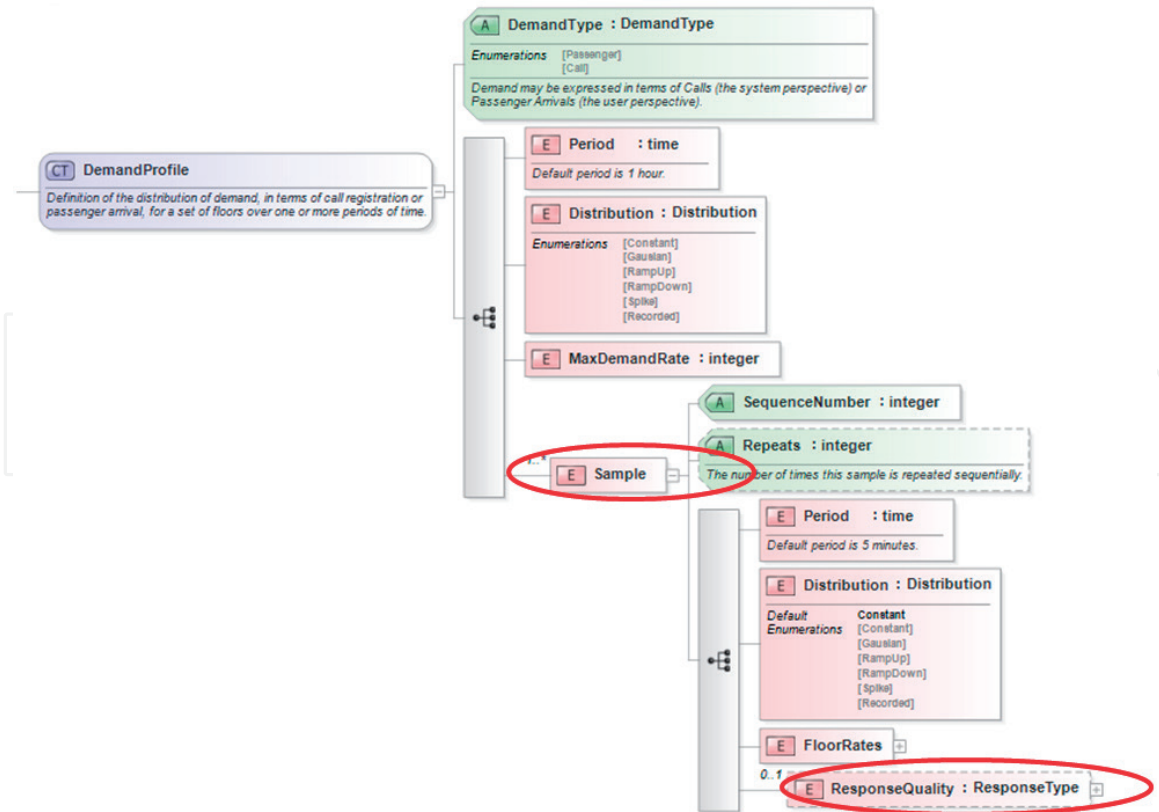 A DemandType : DemandType
Enumerations [Passenger]
[Call]
Demand may be expressed in terms of Calls (the system perspective) or
Passenger Arrivals (the user perspective).
CT DemandProfile
Definition of the distribution of demand, in terms of call registration or
passenger arrival, for a set of floors over one or more periods of time.
E Period : time
Default period is 1 hour.
E Distribution : Distribution
Enumerations [Constant]
[Gausian]
[RampUp]
[RampDown]
[Spike]
[Recorded]
E MaxDemandRate : integer
1..*
E Sample
A SequenceNumber : integer
A Repeats : integer
The number of times this sample is repeated sequentially.
E Period : time
Default period is 5 minutes.
E Distribution : Distribution
Default Constant
Enumerations [Constant]
[Gausian]
[RampUp]
[RampDown]
[Spike]
[Recorded]
E FloorRates
0..1
E ResponseQuality : ResponseType